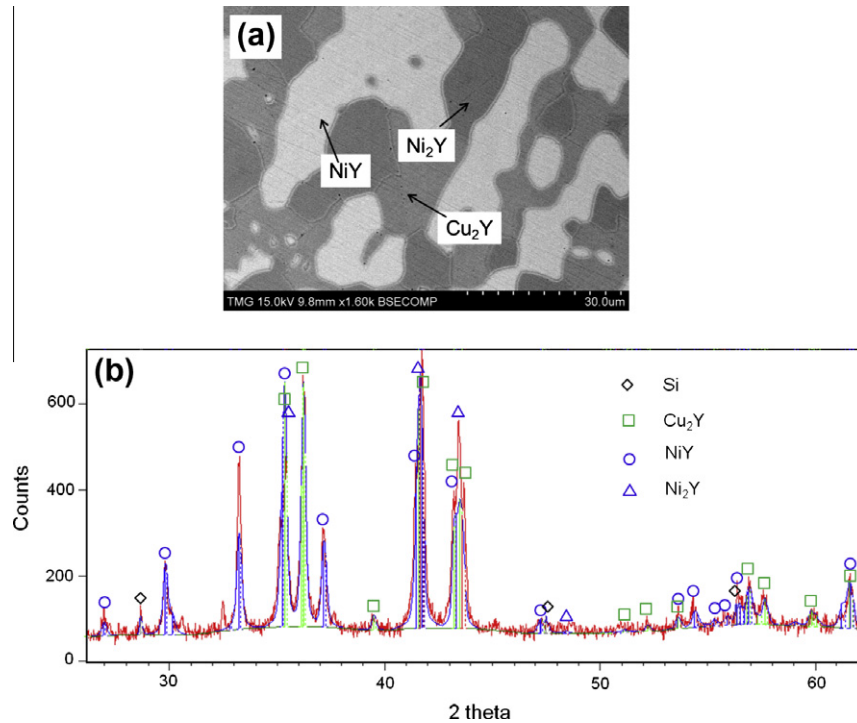 (a)
NiY
Ni₂Y
Cu₂Y
TMG 15.0kV 9.8mm x1.60k BSECOMP 30.0um
(b)
600
400
200
0
Counts
30 40 50 60
2 theta
Si
Cu₂Y
NiY
Ni₂Y